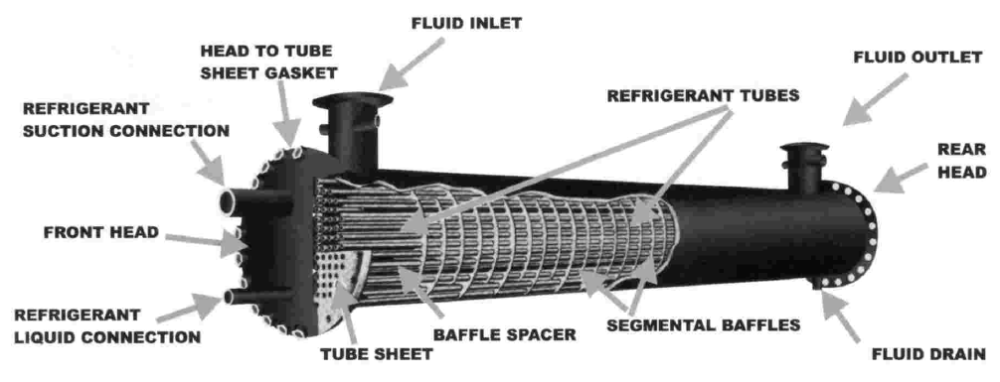 FLUID INLET
HEAD TO TUBE
SHEET GASKET
FLUID OUTLET
REFRIGERANT
SUCTION CONNECTION
REFRIGERANT TUBES
REAR
HEAD
FRONT HEAD
REFRIGERANT
LIQUID CONNECTION
TUBE SHEET
BAFFLE SPACER
SEGMENTAL BAFFLES
FLUID DRAIN